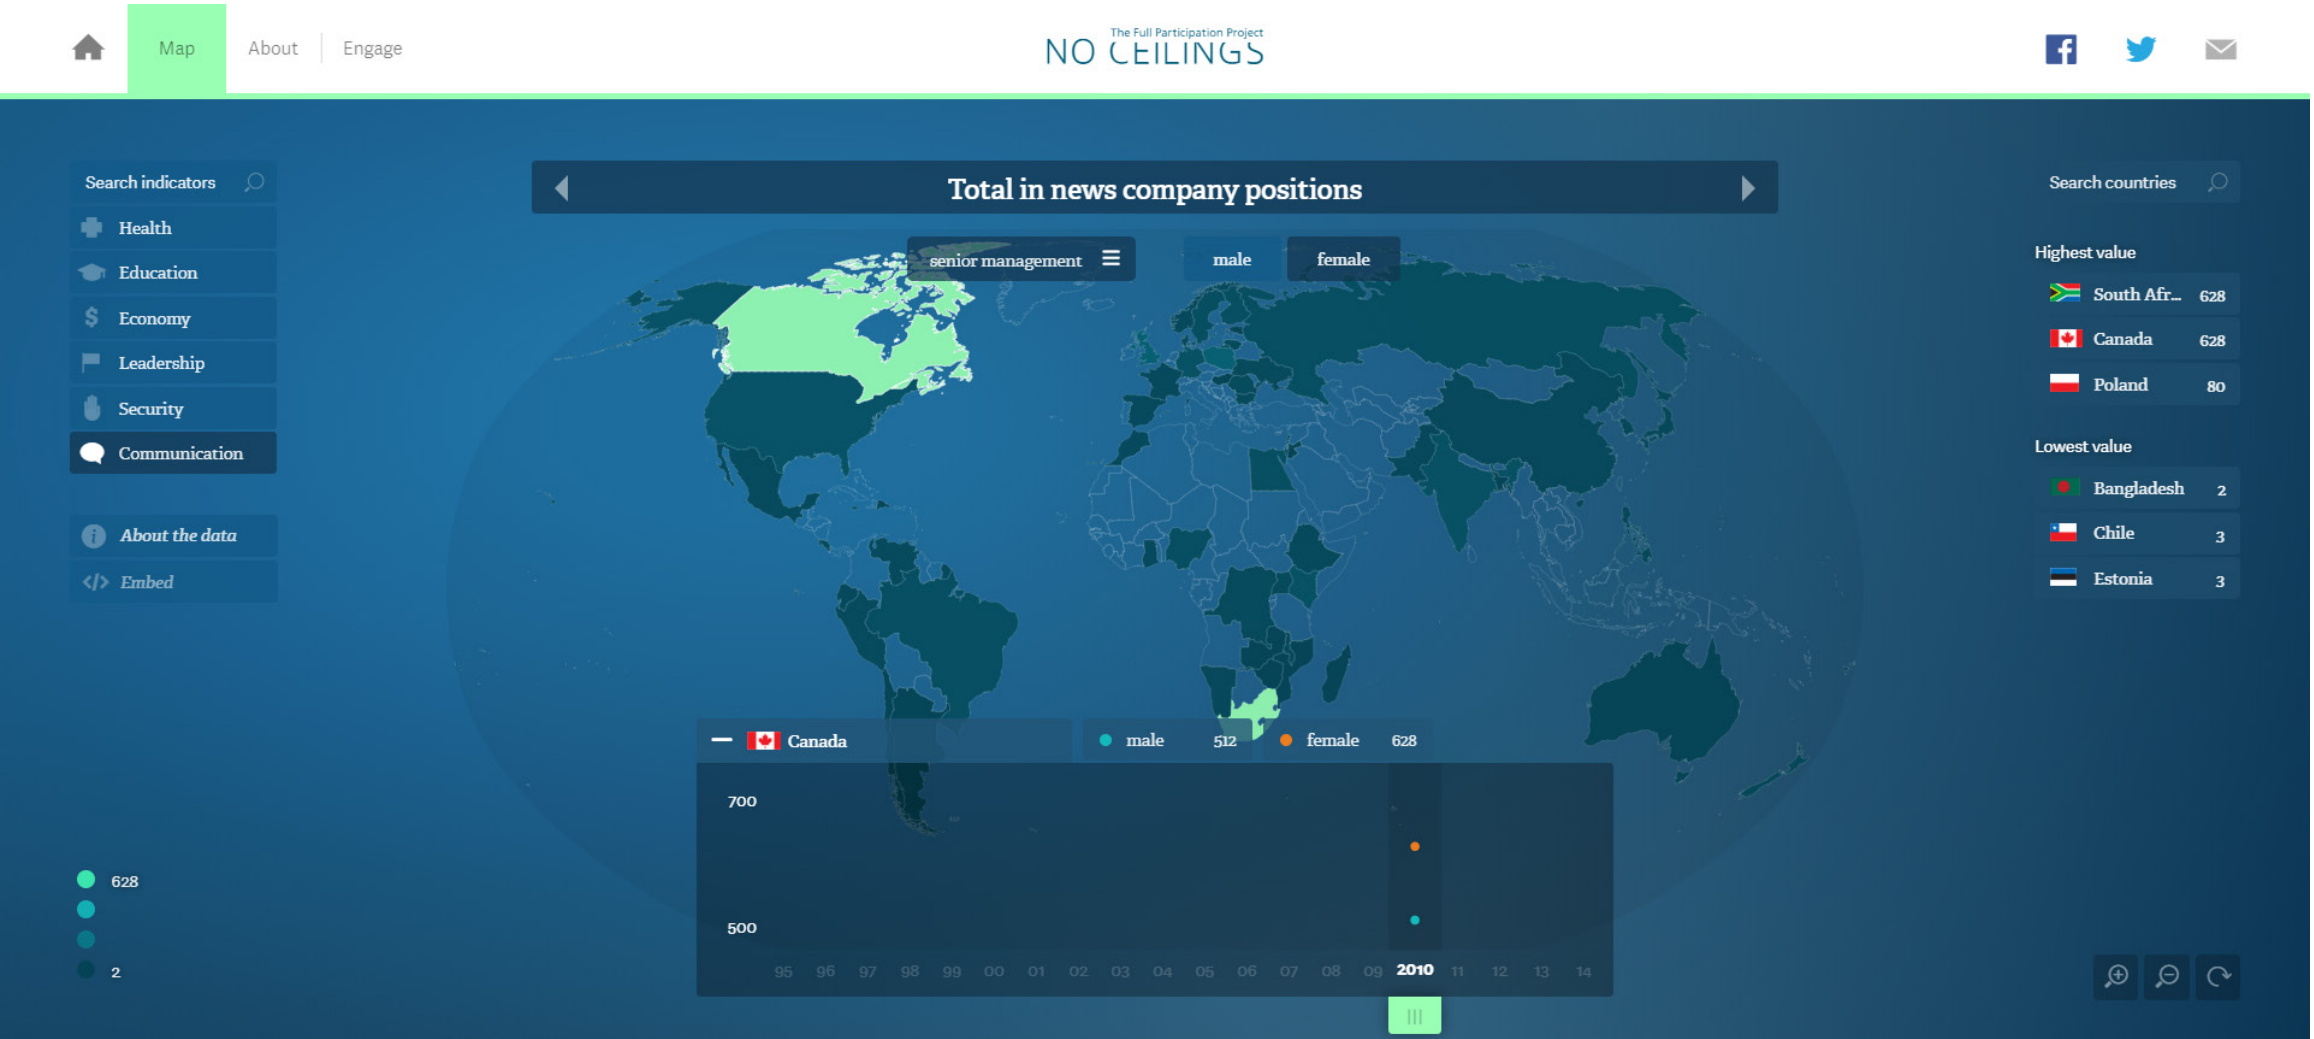 Map
About
Engage
The Full Participation Project
NO CEILINGS
Search indicators
Health
Education
$ Economy
Leadership
Security
Communication
i About the data
</> Embed
Total in news company positions
senior management
male
female
Search countries
Highest value
South Afr... 628
Canada 628
Poland 80
Lowest value
Bangladesh 2
Chile 3
Estonia 3
Canada
male 512
female 628
700
500
95 96 97 98 99 00 01 02 03 04 05 06 07 08 09 2010 11 12 13 14
628
2